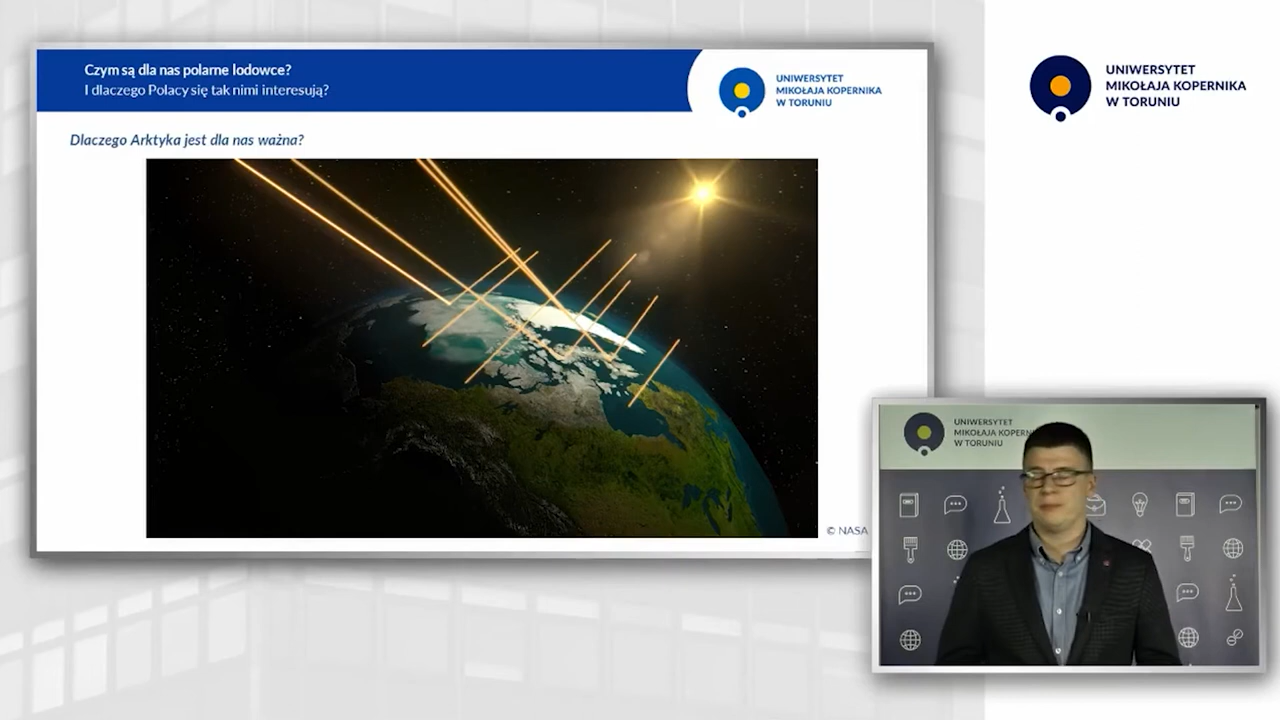 Czym są dla nas polarne lodowce?
I dlaczego Polacy się tak nimi interesują?
UNIWERSYTET
MIKOŁAJA KOPERNIKA
W TORUNIU
Dlaczego Arktyka jest dla nas ważna?
© NASA
UNIWERSYTET
MIKOŁAJA KOPERNIKA
W TORUNIU
UNIWERSYTET
MIKOŁAJA KOPERN
W TORUNIU